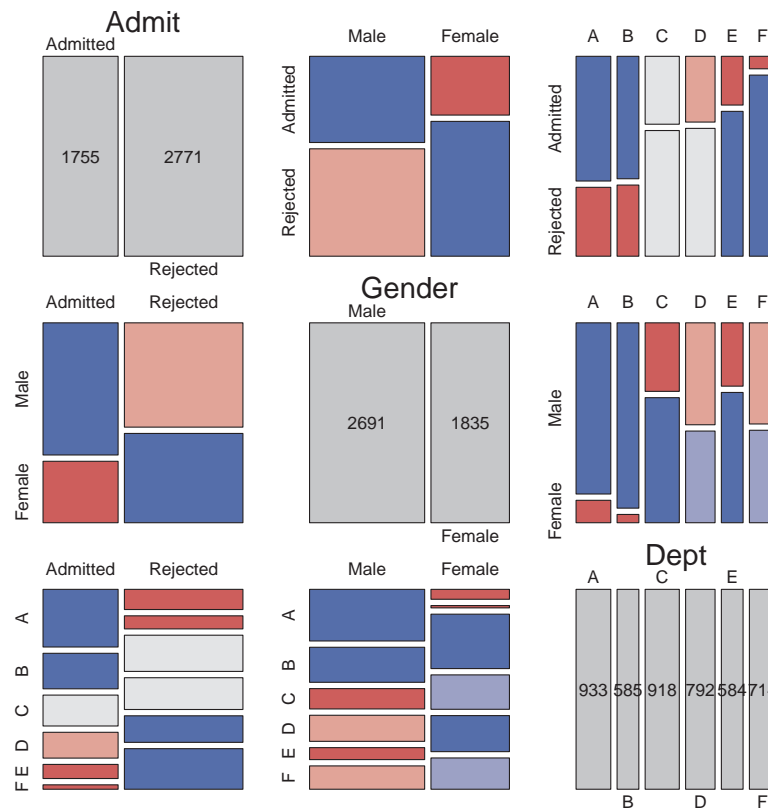 Admit
Admitted
1755 2771
Rejected
Male Female
Admitted
Rejected
A B C D E F
Admitted
Rejected
Admitted Rejected
Male
Female
Gender
Male
2691 1835
Female
A B C D E F
Male
Female
Admitted Rejected
A
B
C
D
E
F
Male Female
A
B
C
D
E
F
Dept
A C E
933 585 918 792 584
B D F